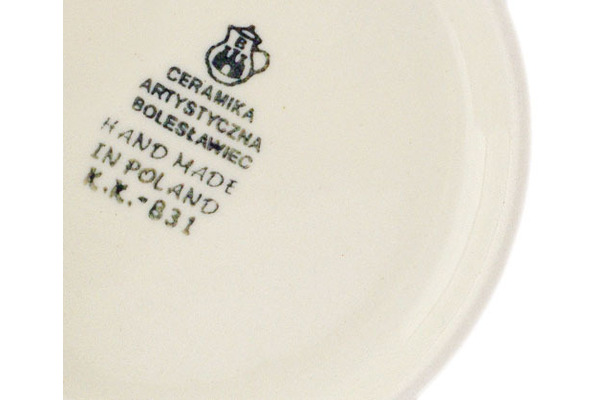 B
CERAMIKA
ARTYSTYCZNA
BOLESŁAWIEC
HAND MADE
IN POLAND
K.K.-831